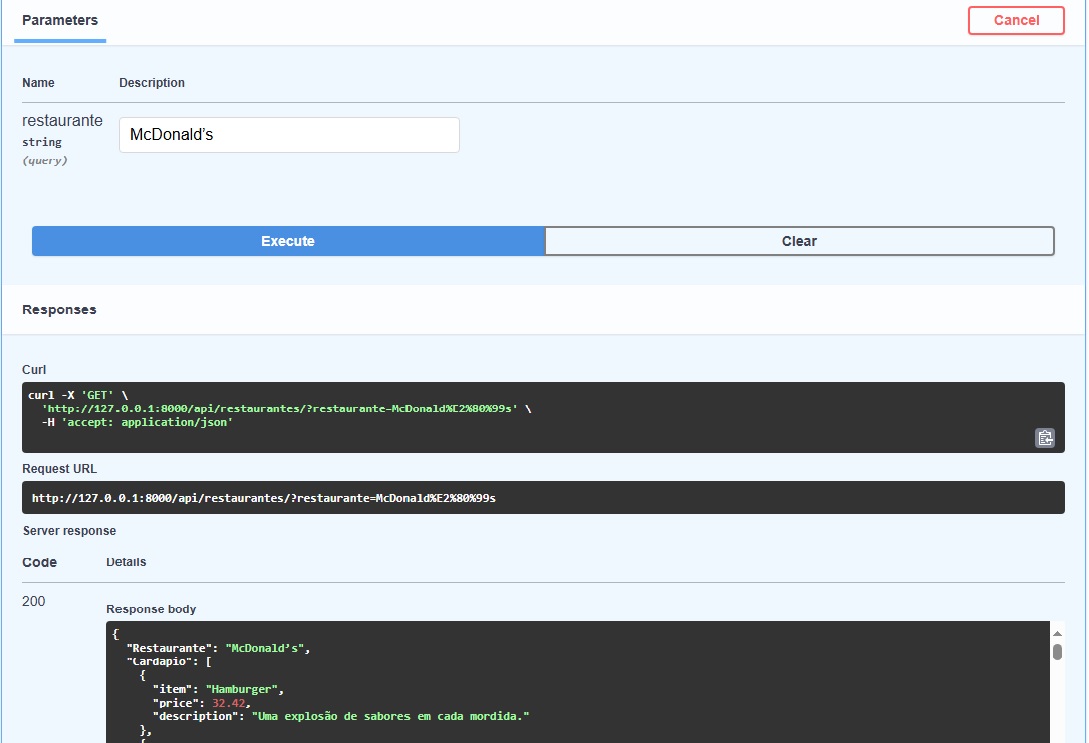 Parameters
Cancel
Name Description
restaurante
string
(query)
McDonald’s
Execute Clear
Responses
Curl
curl -X 'GET' \
'http://127.0.0.1:8000/api/restaurantes/?restaurante=McDonald%E2%80%99s' \
-H 'accept: application/json'
Request URL
http://127.0.0.1:8000/api/restaurantes/?restaurante=McDonald%E2%80%99s
Server response
Code Details
200
Response body
{
"Restaurante": "McDonald’s",
"Cardapio": [
{
"item": "Hamburger",
"price": 32.42,
"description": "Uma explosão de sabores em cada mordida."
},
{